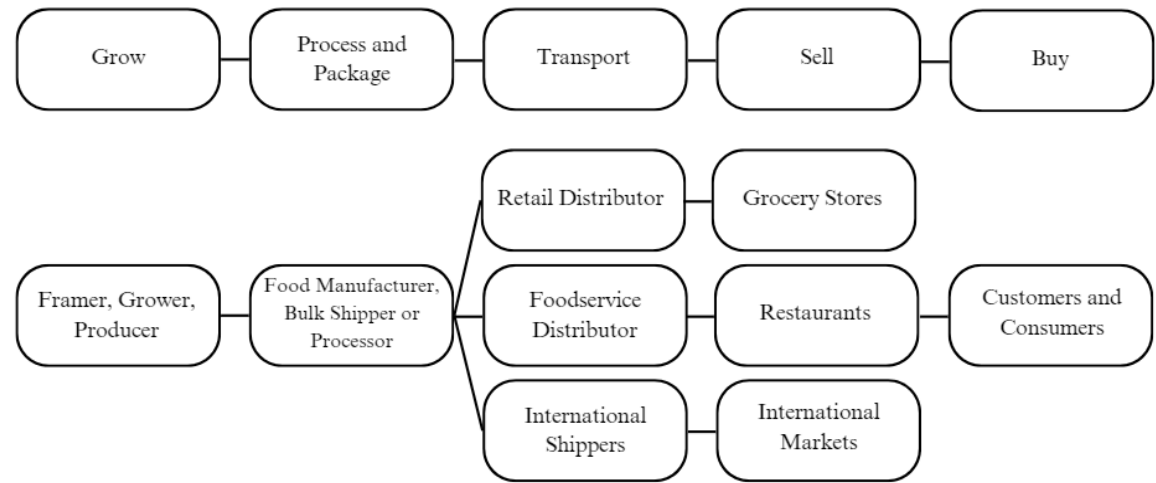 Grow
Process and
Package
Transport
Sell
Buy
Retail Distributor
Grocery Stores
Framer, Grower,
Producer
Food Manufacturer,
Bulk Shipper or
Processor
Foodservice
Distributor
Restaurants
Customers and
Consumers
International
Shippers
International
Markets